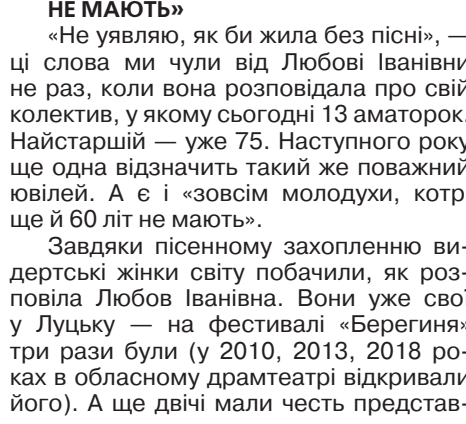 НЕ МАЮТЬ»
«Не уявляю, як би жила без пісні», —
ці слова ми чули від Любові Іванівни
не раз, коли вона розповідала про свій
колектив, у якому сьогодні 13 аматорок.
Найстаршій — уже 75. Наступного року
ще одна відзначить такий же поважний
ювілей. А є і «зовсім молодухи, котр
ще й 60 літ не мають».
Завдяки пісенному захопленню ви-
дертські жінки світу побачили, як роз-
повіла Любов Іванівна. Вони уже свої
у Луцьку — на фестивалі «Берегиня»
три рази були (у 2010, 2013, 2018 ро-
ках в обласному драмтеатрі відкривали
його). А ще двічі мали честь представ-